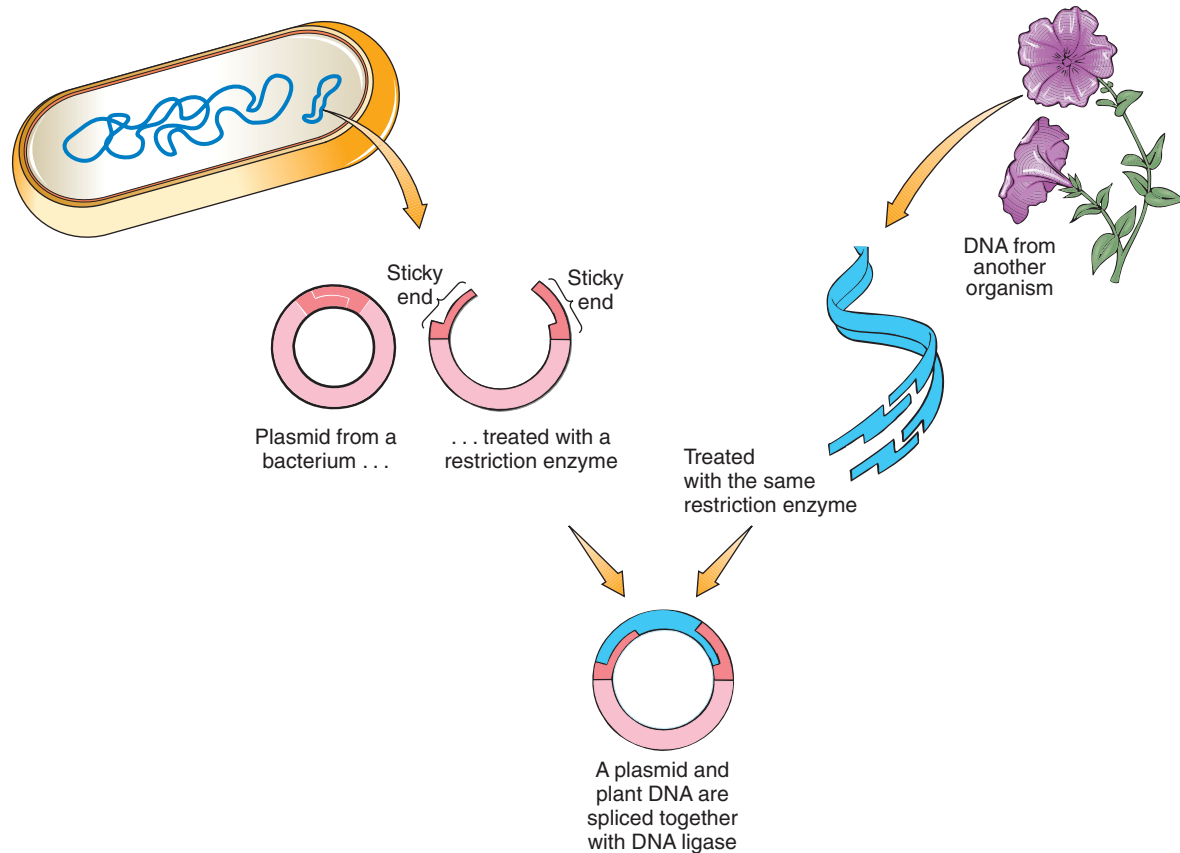 DNA from
another
organism
Sticky
end
Sticky
end
Plasmid from a
bacterium . . .
. . . treated with a
restriction enzyme
Treated
with the same
restriction enzyme
A plasmid and
plant DNA are
spliced together
with DNA ligase